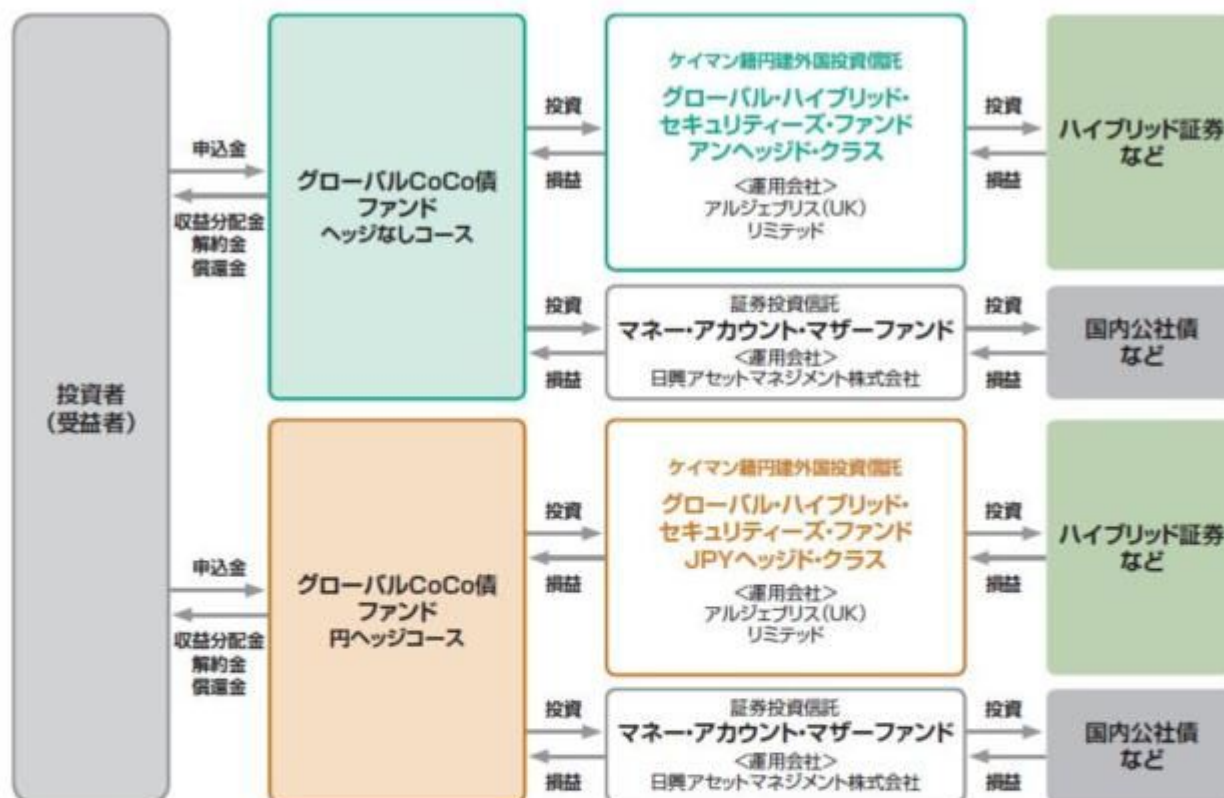 投資者
（受益者）
申込金
収益分配金
解約金
償還金
グローバルCoCo債
ファンド
ヘッジなしコース
投資
損益
ケイマン籍円建外国投資信託
グローバル・ハイブリッド・
セキュリティーズ・ファンド
アンヘッジド・クラス
＜運用会社＞
アルジェブリス（UK）
リミテッド
投資
損益
ハイブリッド証券
など
投資
損益
証券投資信託
マネー・アカウント・マザーファンド
＜運用会社＞
日興アセットマネジメント株式会社
投資
損益
国内公社債
など
申込金
収益分配金
解約金
償還金
グローバルCoCo債
ファンド
円ヘッジコース
投資
損益
ケイマン籍円建外国投資信託
グローバル・ハイブリッド・
セキュリティーズ・ファンド
JPYヘッジド・クラス
＜運用会社＞
アルジェブリス（UK）
リミテッド
投資
損益
ハイブリッド証券
など
投資
損益
証券投資信託
マネー・アカウント・マザーファンド
＜運用会社＞
日興アセットマネジメント株式会社
投資
損益
国内公社債
など